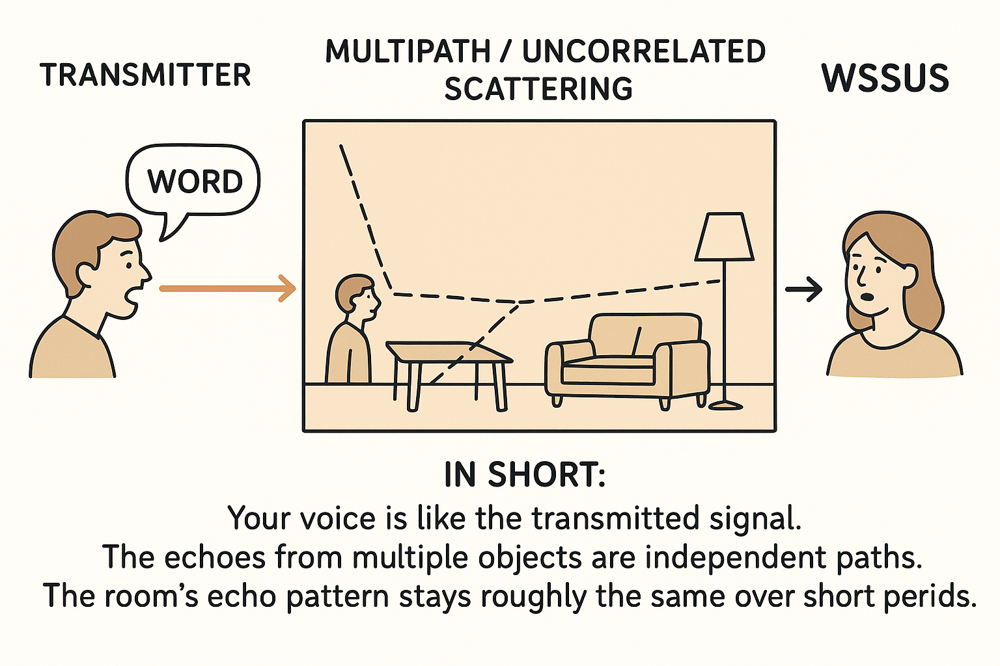 TRANSMITTER
MULTIPATH / UNCORRELATED
SCATTERING
WSSUS
WORD
IN SHORT:
Your voice is like the transmitted signal.
The echoes from multiple objects are independent paths.
The room’s echo pattern stays roughly the same over short perids.